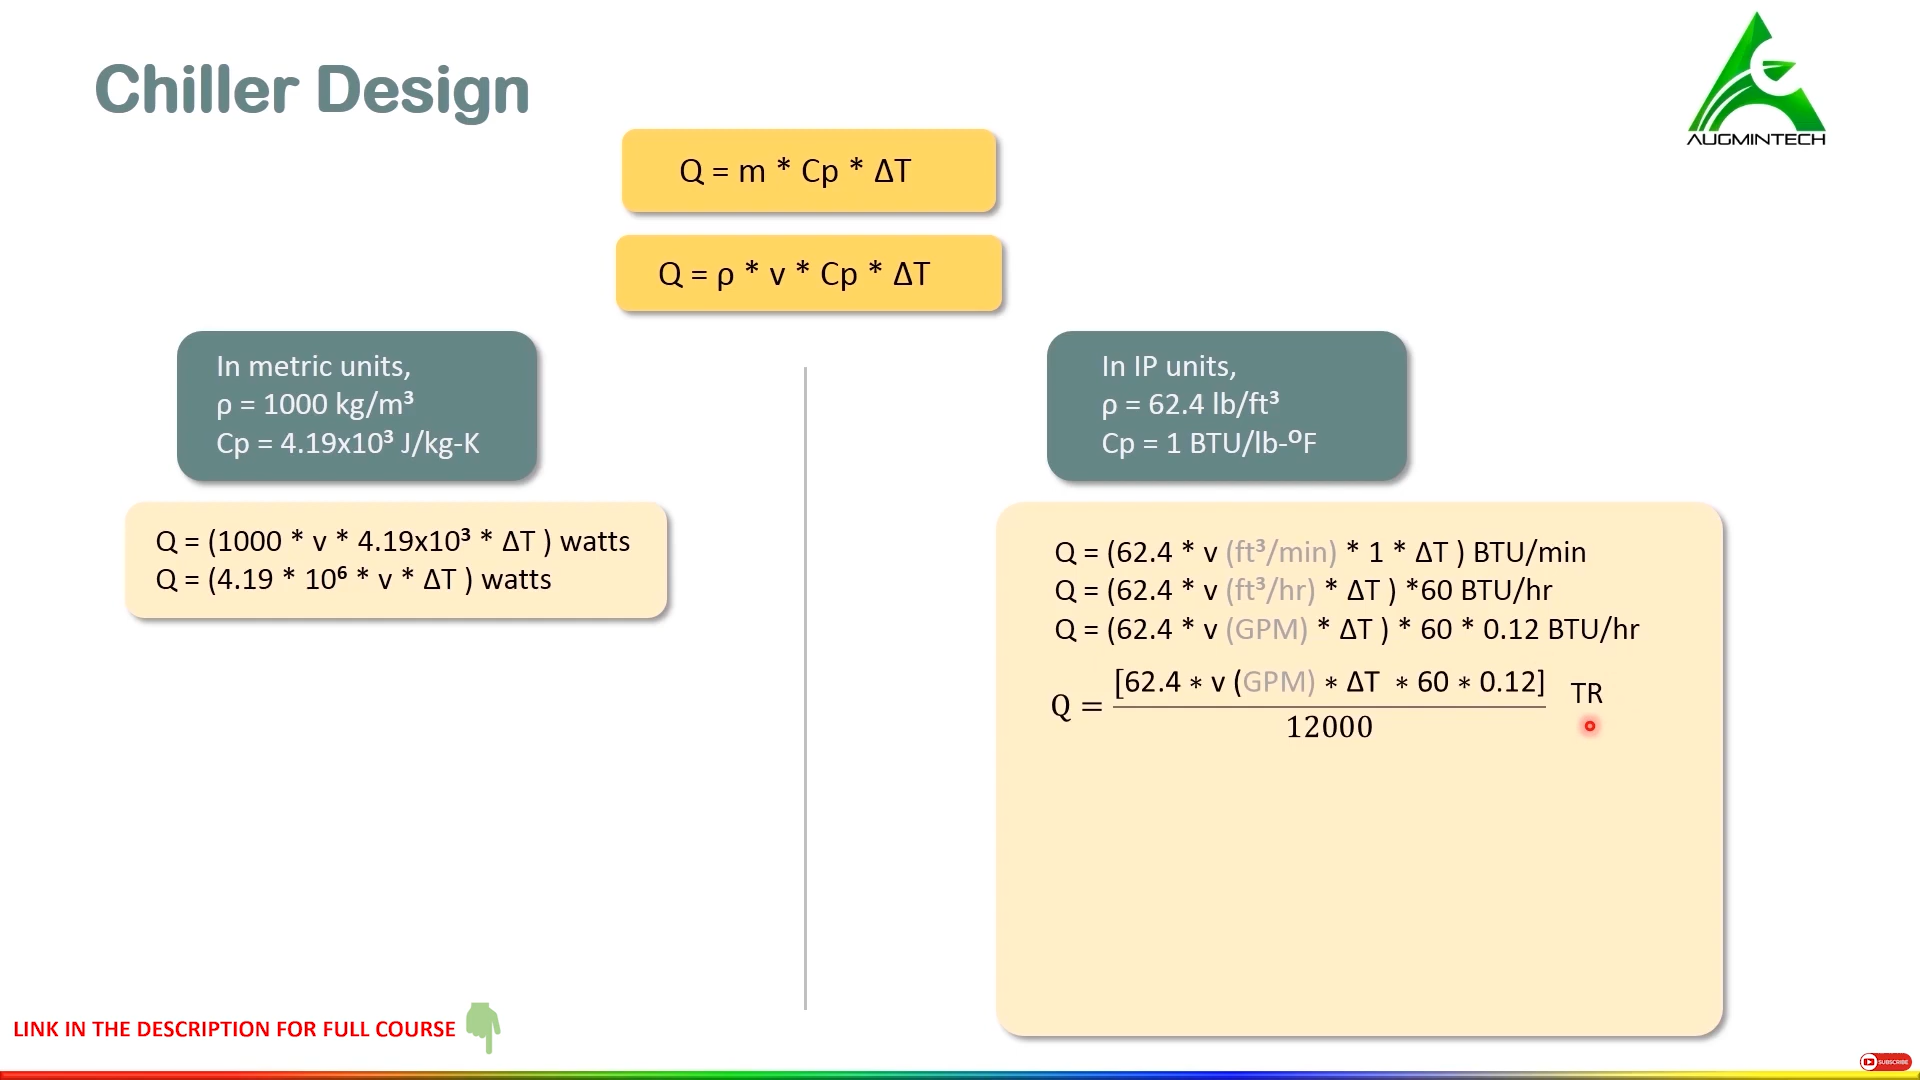 Chiller Design
AUGMINTECH
Q = m * Cp * ΔT
Q = ρ * v * Cp * ΔT
In metric units,
ρ = 1000 kg/m³
Cp = 4.19x10³ J/kg-K
Q = (1000 * v * 4.19x10³ * ΔT ) watts
Q = (4.19 * 10⁶ * v * ΔT ) watts
In IP units,
ρ = 62.4 lb/ft³
Cp = 1 BTU/lb-ᴼF
Q = (62.4 * v (ft³/min) * 1 * ΔT ) BTU/min
Q = (62.4 * v (ft³/hr) * ΔT ) *60 BTU/hr
Q = (62.4 * v (GPM) * ΔT ) * 60 * 0.12 BTU/hr
Q = [62.4 * v (GPM) * ΔT * 60 * 0.12] TR
12000
LINK IN THE DESCRIPTION FOR FULL COURSE
SUBSCRIBE